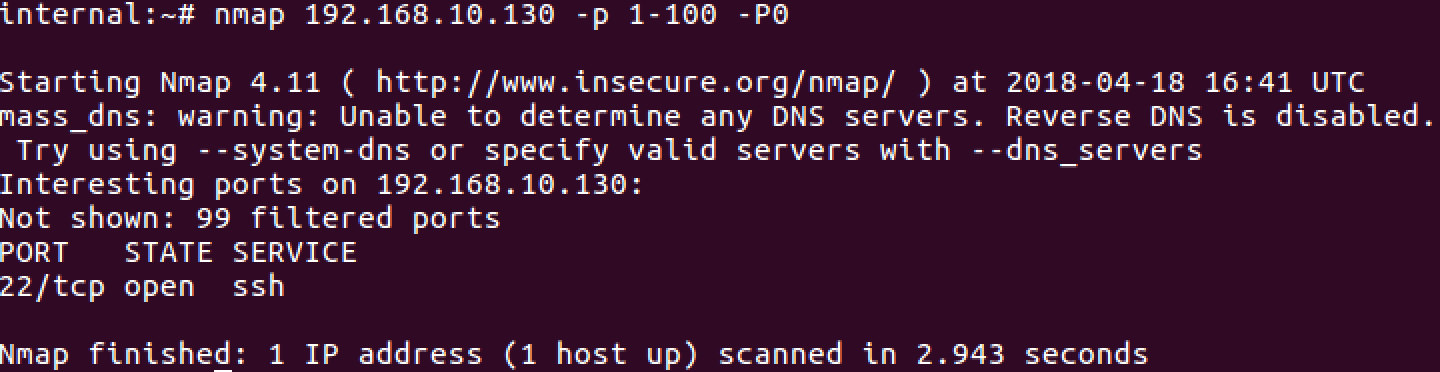 internal:~# nmap 192.168.10.130 -p 1-100 -P0
Starting Nmap 4.11 ( http://www.insecure.org/nmap/ ) at 2018-04-18 16:41 UTC
mass_dns: warning: Unable to determine any DNS servers. Reverse DNS is disabled.
 Try using --system-dns or specify valid servers with --dns_servers
Interesting ports on 192.168.10.130:
Not shown: 99 filtered ports
PORT   STATE SERVICE
22/tcp open  ssh
Nmap finished: 1 IP address (1 host up) scanned in 2.943 seconds